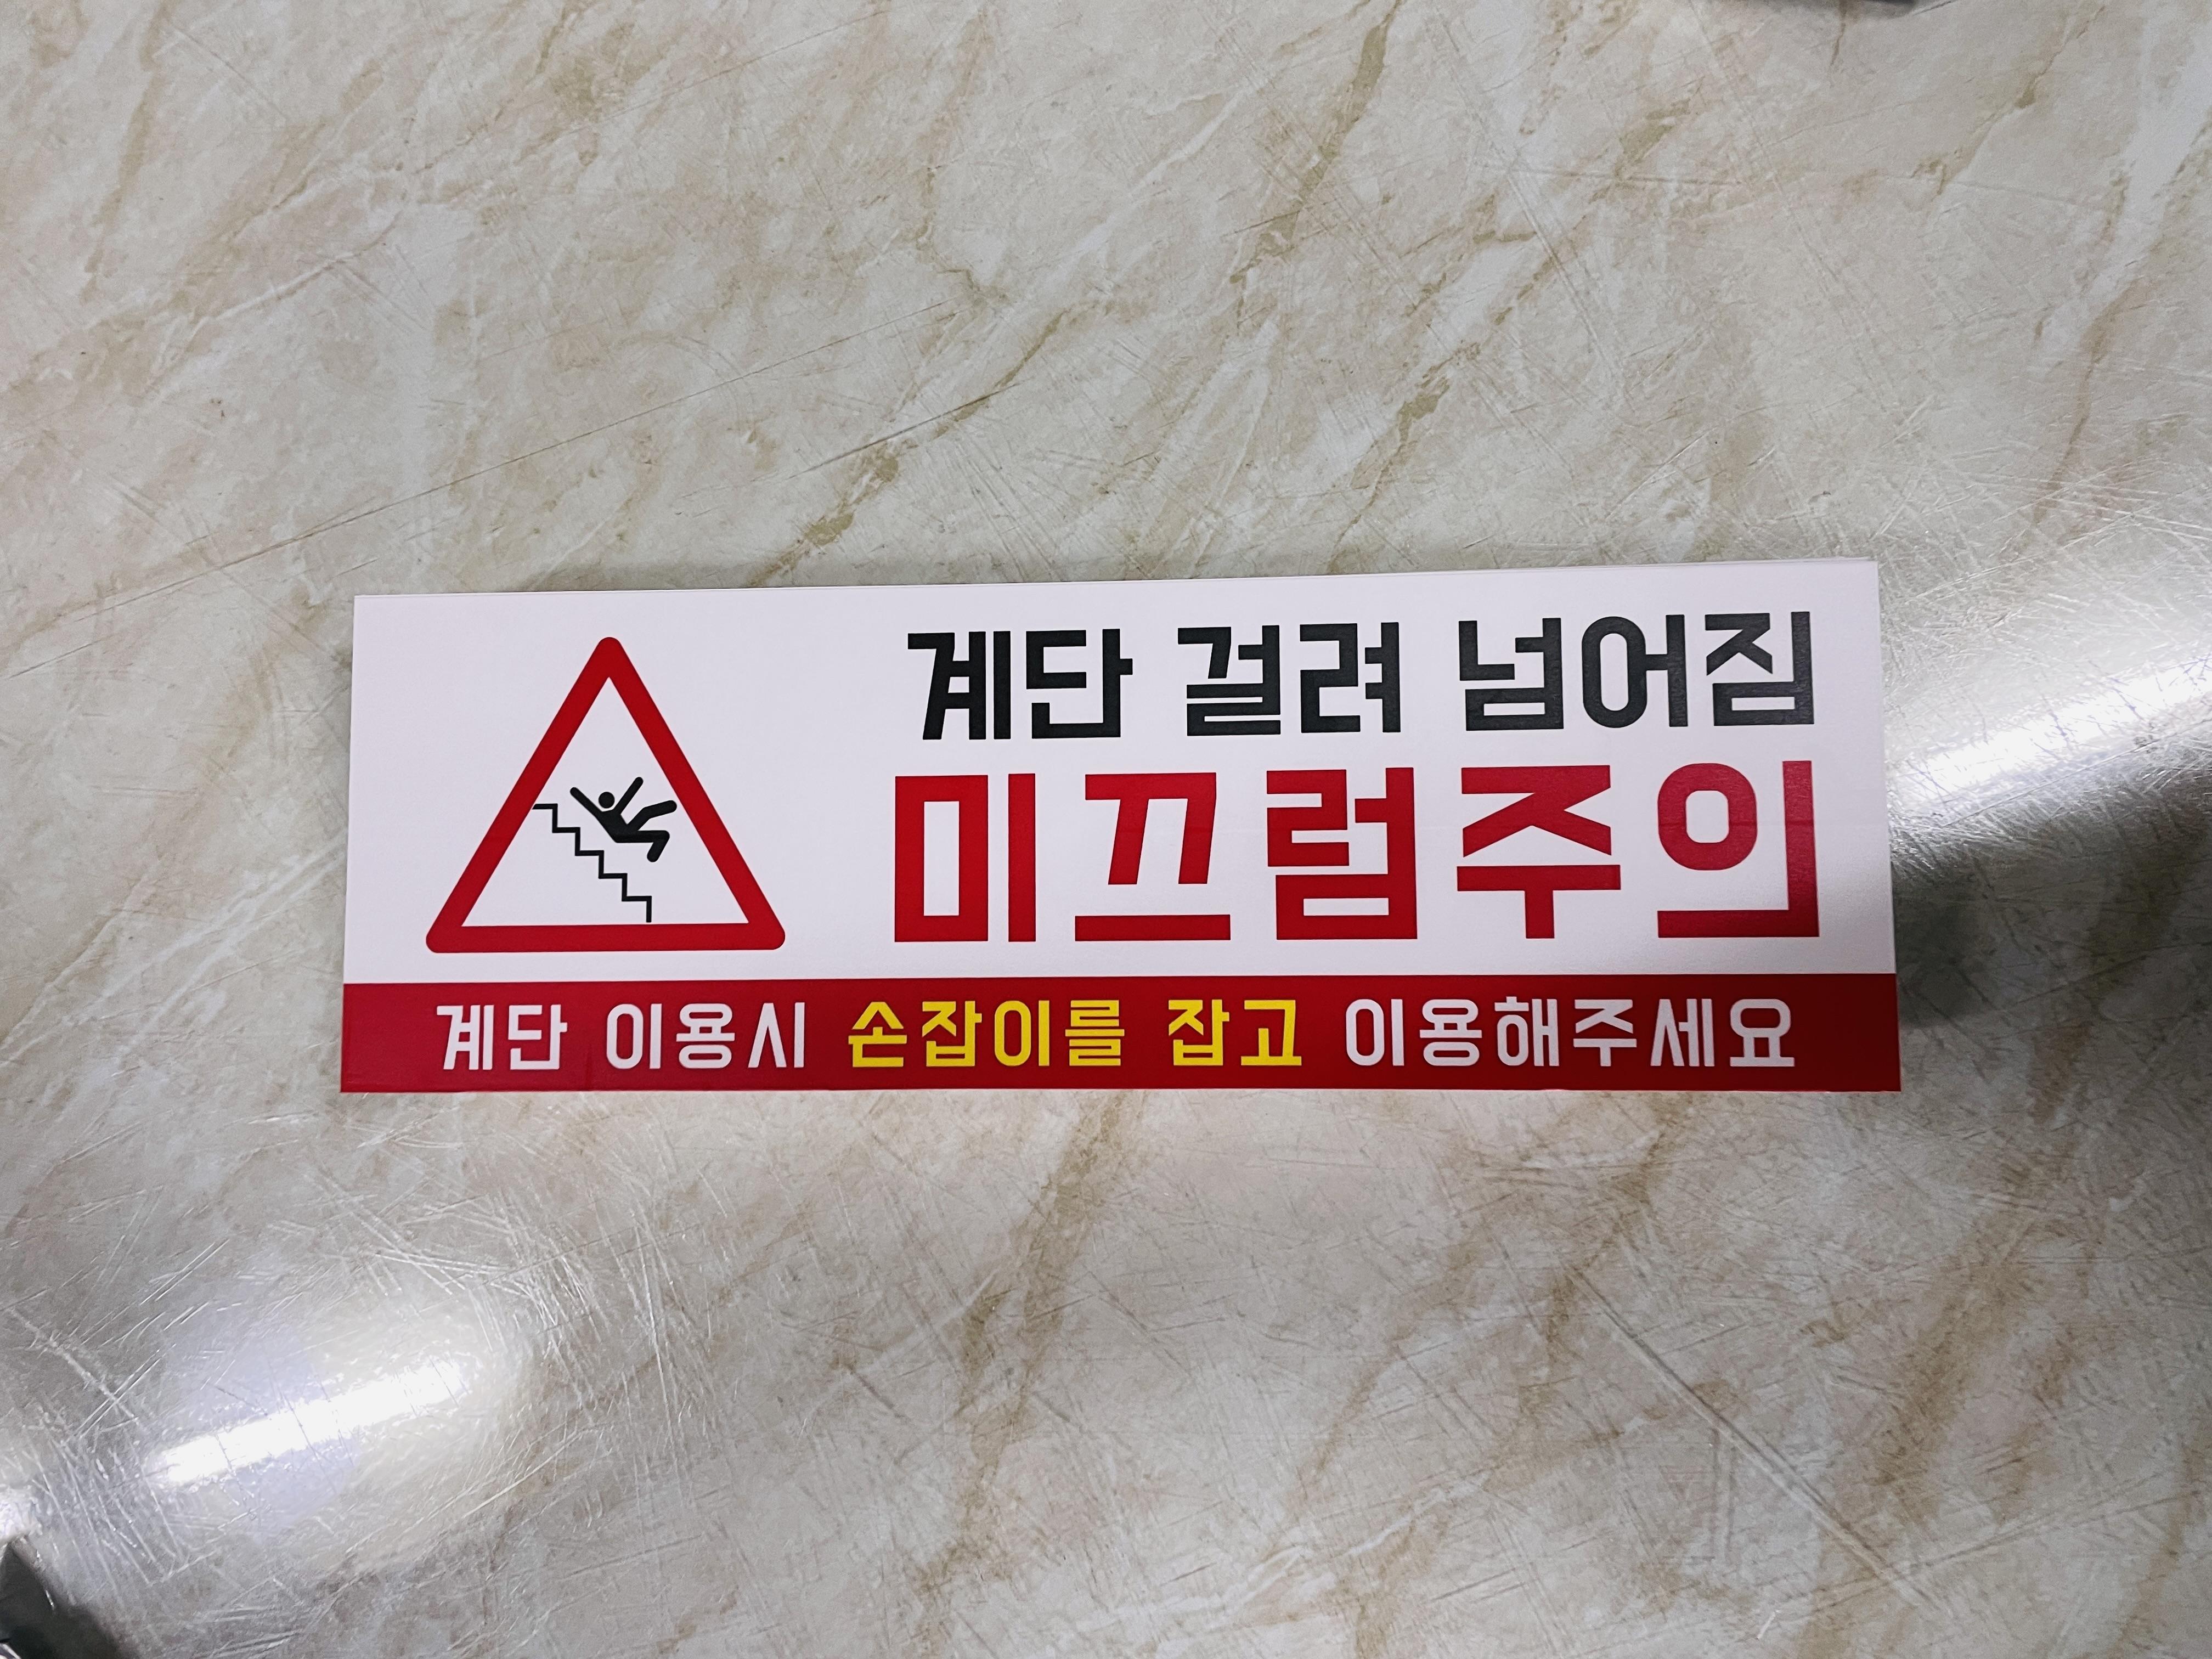 계단 걸려 넘어짐
미끄럼주의
계단 이용시 손잡이를 잡고 이용해주세요